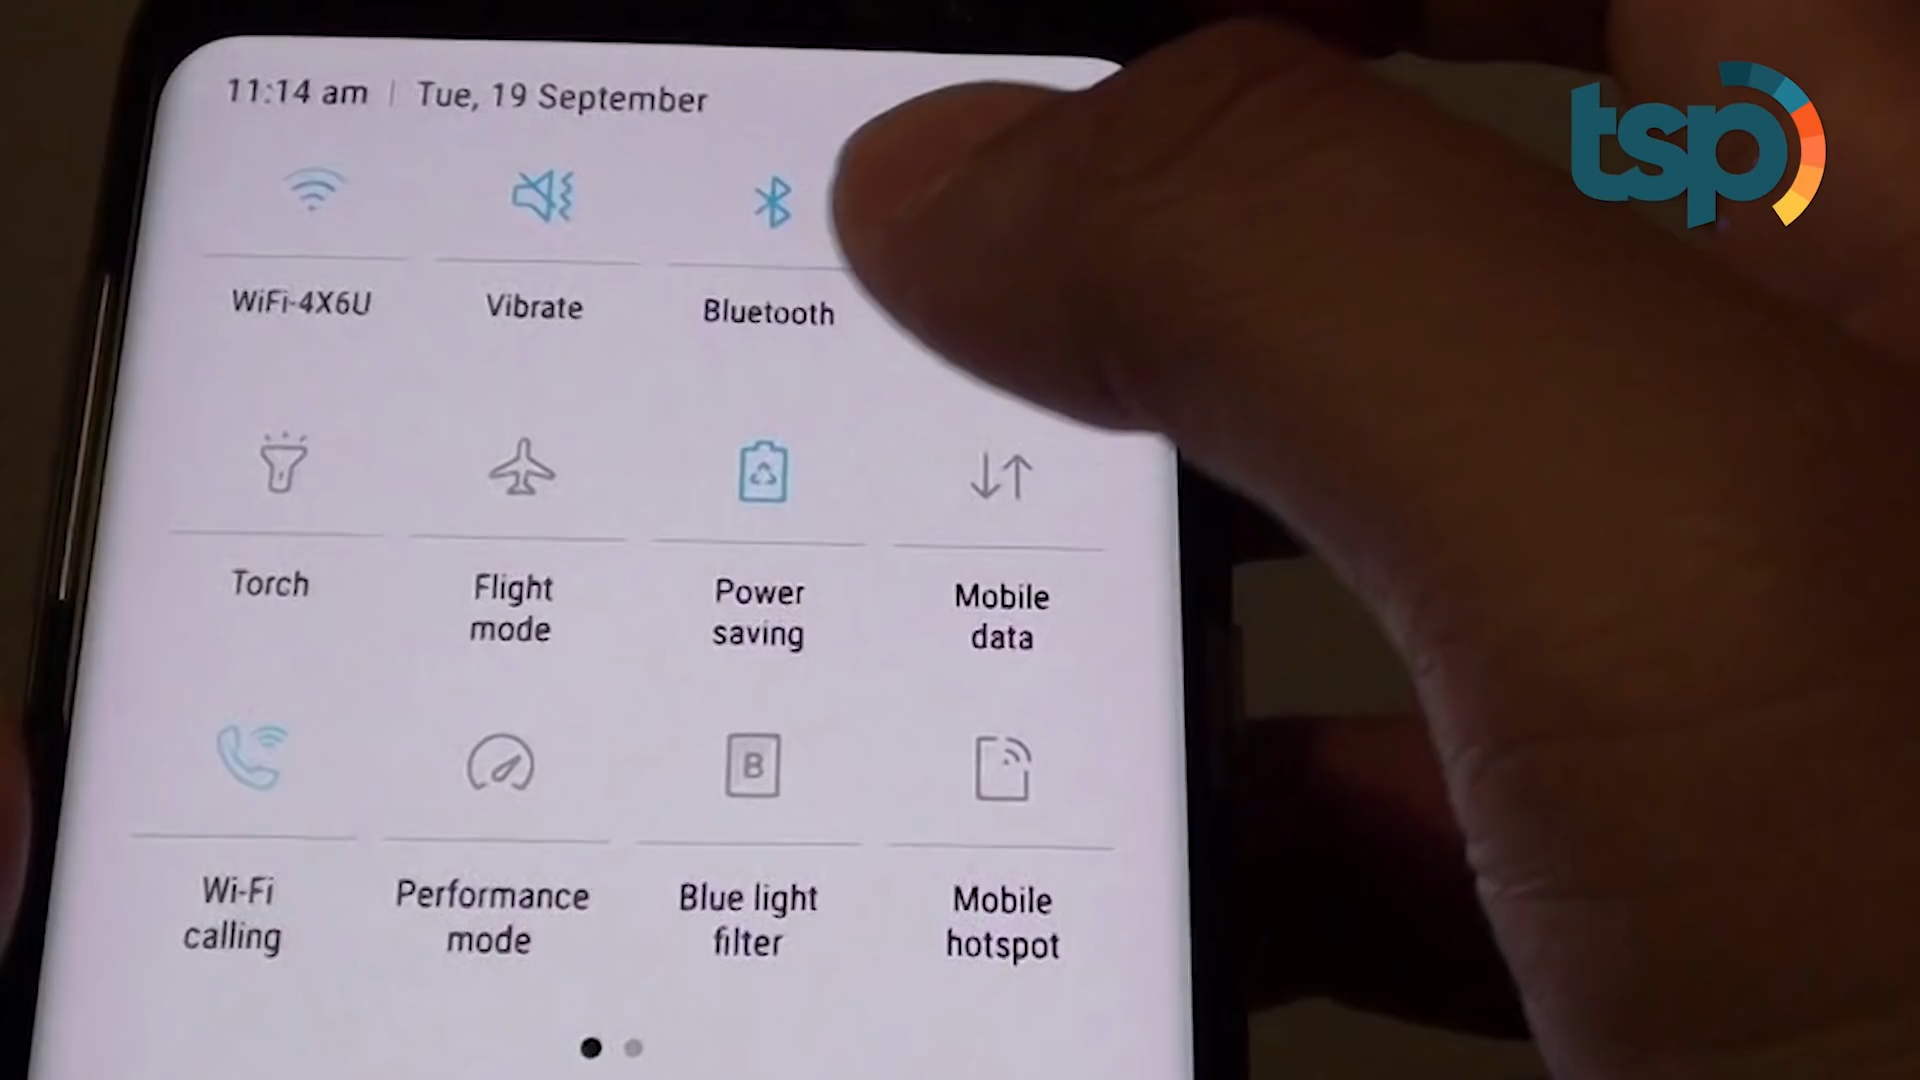 11:14 am | Tue, 19 September
tsp
WiFi-4X6U
Vibrate
Bluetooth
Torch
Flight
mode
Power
saving
Mobile
data
B
Wi-Fi
calling
Performance
mode
Blue light
filter
Mobile
hotspot